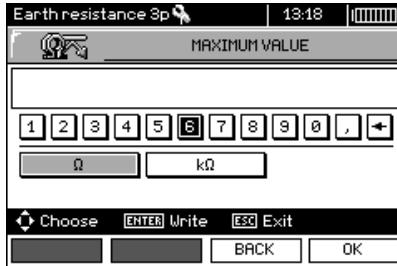 Earth resistance 3p 13:18
MAXIMUM VALUE
1 2 3 4 5 6 7 8 9 0 ,
Ω kΩ
Choose ENTER Write ESC Exit
BACK OK